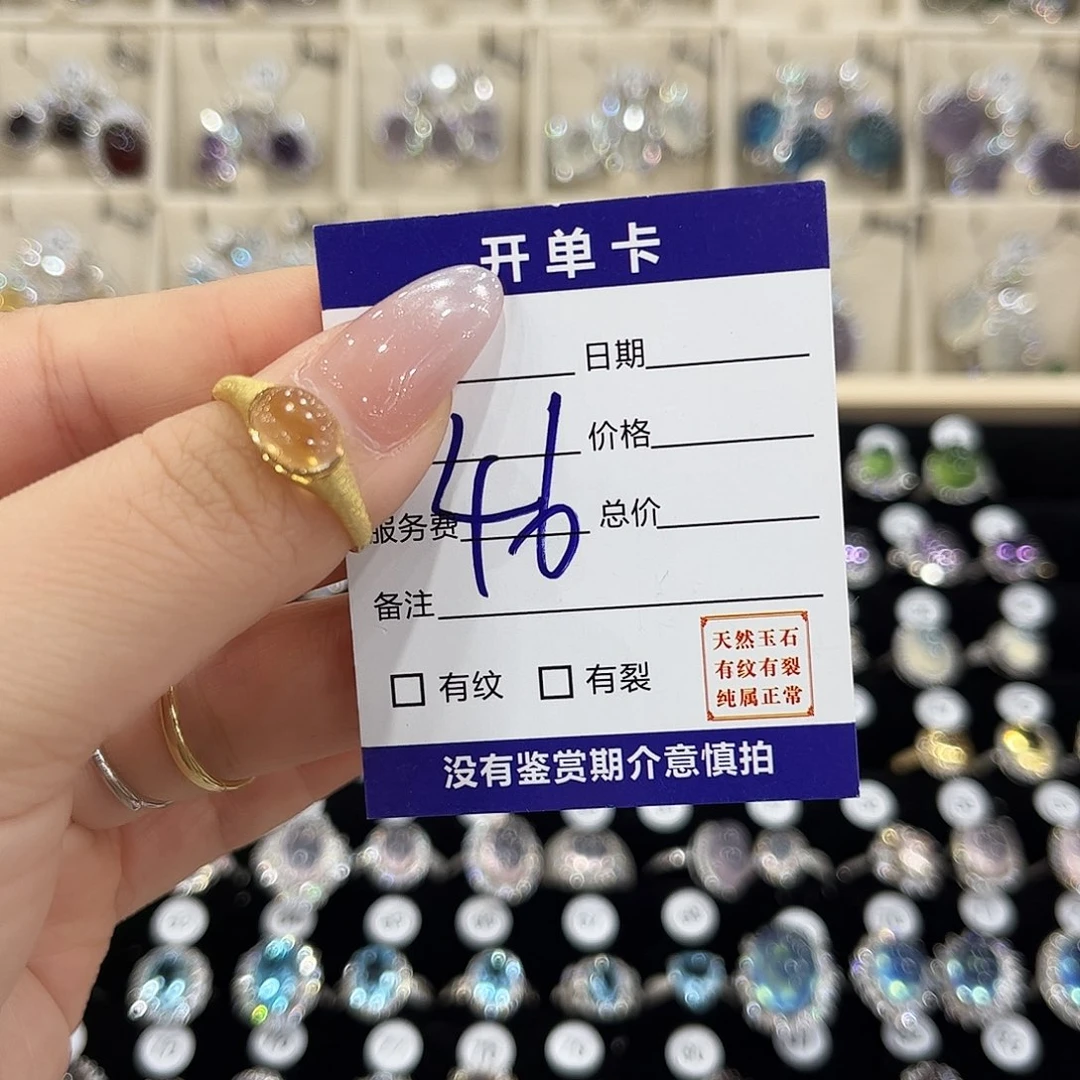 开单卡
日期
价格
46
服务费 总价
备注
有纹 有裂
天然玉石
有纹有裂
纯属正常
没有鉴赏期介意慎拍